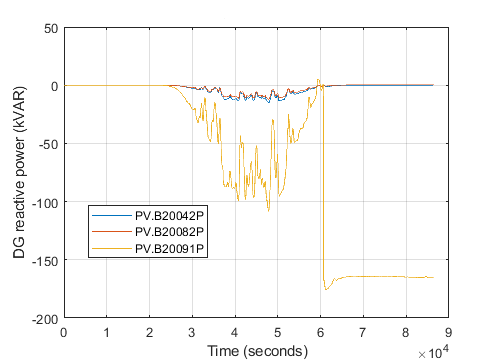 50
0
-50
-100
-150
-200
DG reactive power (kVAR)
PV.B20042P
PV.B20082P
PV.B20091P
0 1 2 3 4 5 6 7 8 9
Time (seconds)
×10^4